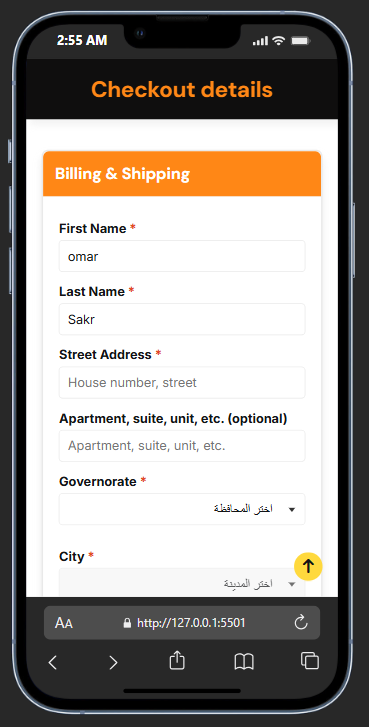 2:55 AM
Checkout details
Billing & Shipping
First Name *
omar
Last Name *
Sakr
Street Address *
House number, street
Apartment, suite, unit, etc. (optional)
Apartment, suite, unit, etc.
Governorate *
اختر المحافظة
City *
اختر المدينة
AA
http://127.0.0.1:5501